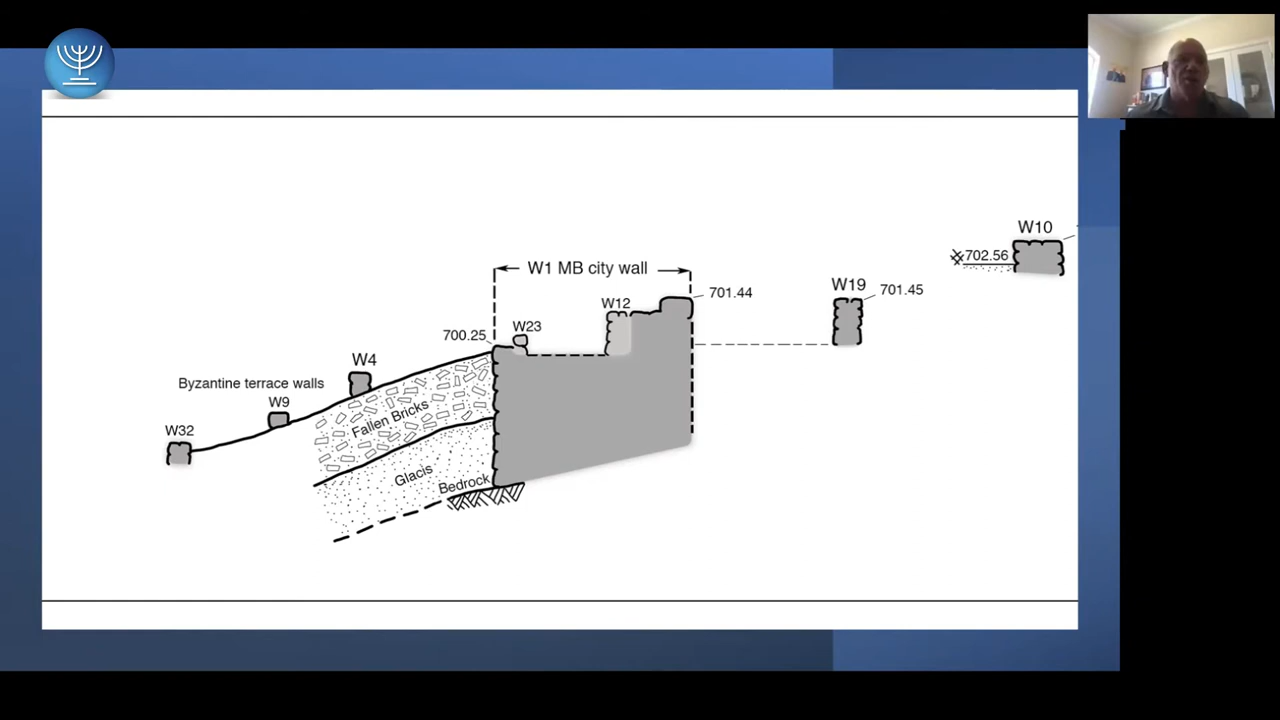 W10
702.56
W1 MB city wall
W19
701.45
701.44
W12
W23
700.25
W4
Byzantine terrace walls
W9
Fallen Bricks
W32
Glacis
Bedrock